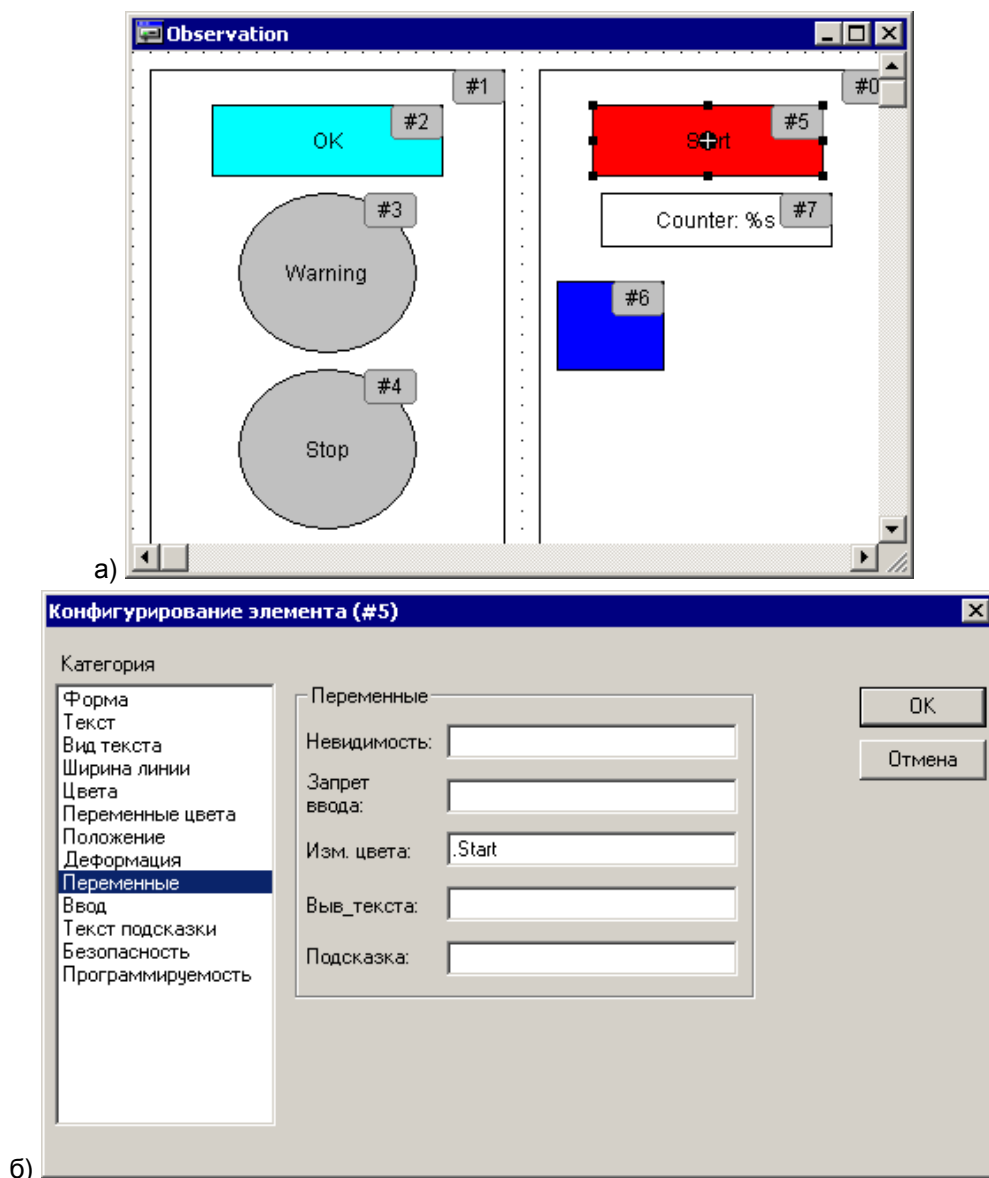 Observation
#1
#0
#2
OK
#5
Start
#3
Warning
#7
Counter: %s
#6
#4
Stop
а)
Конфигурирование элемента (#5)
Категория
Форма
Текст
Вид текста
Ширина линии
Цвета
Переменные цвета
Положение
Деформация
Переменные
Ввод
Текст подсказки
Безопасность
Программируемость
Переменные
Невидимость:
Запрет
ввода:
Изм. цвета: .Start
Выв_текста:
Подсказка:
OK
Отмена
б)